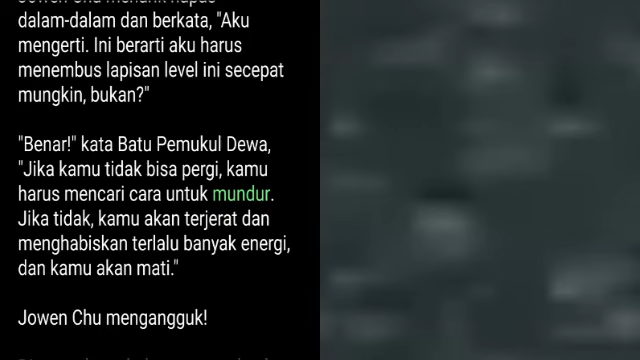 dalam-dalam dan berkata, "Aku
mengerti. Ini berarti aku harus
menembus lapisan level ini secepat
mungkin, bukan?"
"Benar!" kata Batu Pemukul Dewa,
"Jika kamu tidak bisa pergi, kamu
harus mencari cara untuk mundur.
Jika tidak, kamu akan terjerat dan
menghabiskan terlalu banyak energi,
dan kamu akan mati."
Jowen Chu mengangguk!